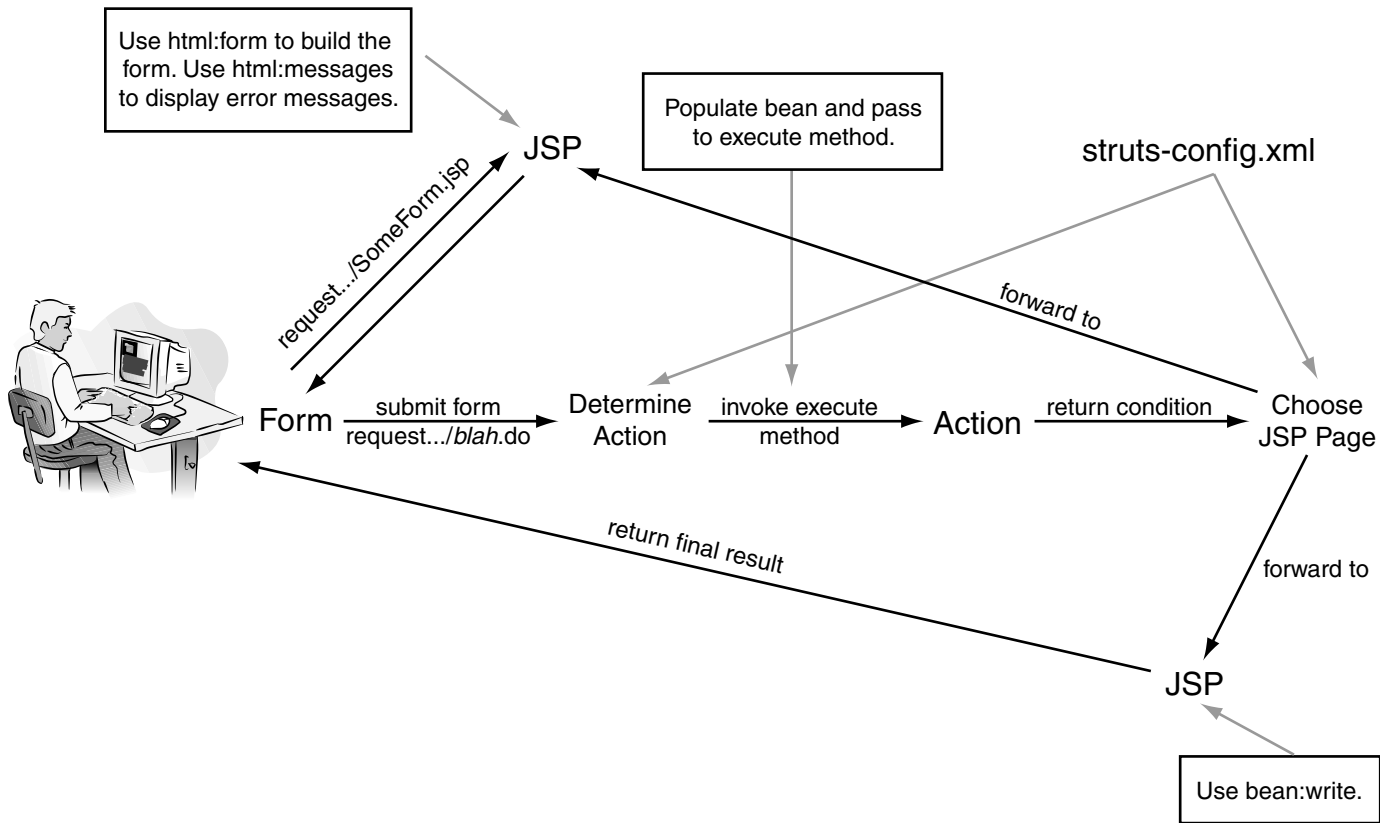 Use html:form to build the
form. Use html:messages
to display error messages.
Populate bean and pass
to execute method.
JSP
struts-config.xml
request.../SomeForm.jsp
forward to
Form
submit form
request.../blah.do
Determine
Action
invoke execute
method
Action
return condition
Choose
JSP Page
return final result
forward to
JSP
Use bean:write.